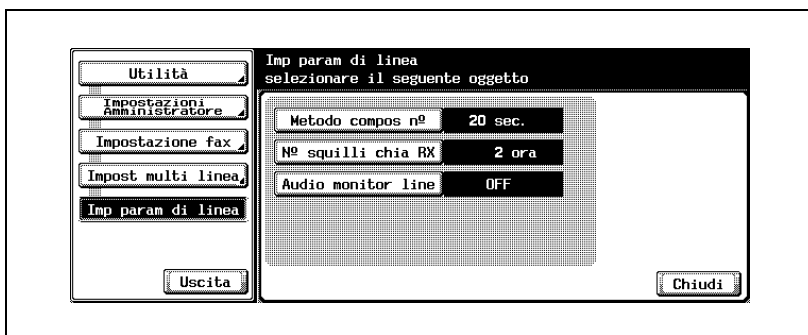 Utilità
Impostazioni
Amministratore
Impostazione fax
Impost multi linea
Imp param di linea
Uscita
Imp param di linea
selezionare il seguente oggetto
Metodo compos nº 20 sec.
Nº squilli chia RX 2 ora
Audio monitor line OFF
Chiudi